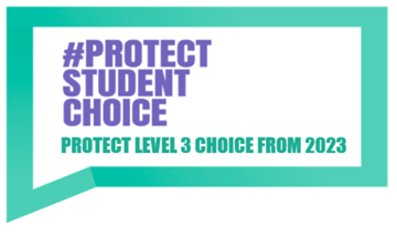 #PROTECT
STUDENT
CHOICE
PROTECT LEVEL 3 CHOICE FROM 2023